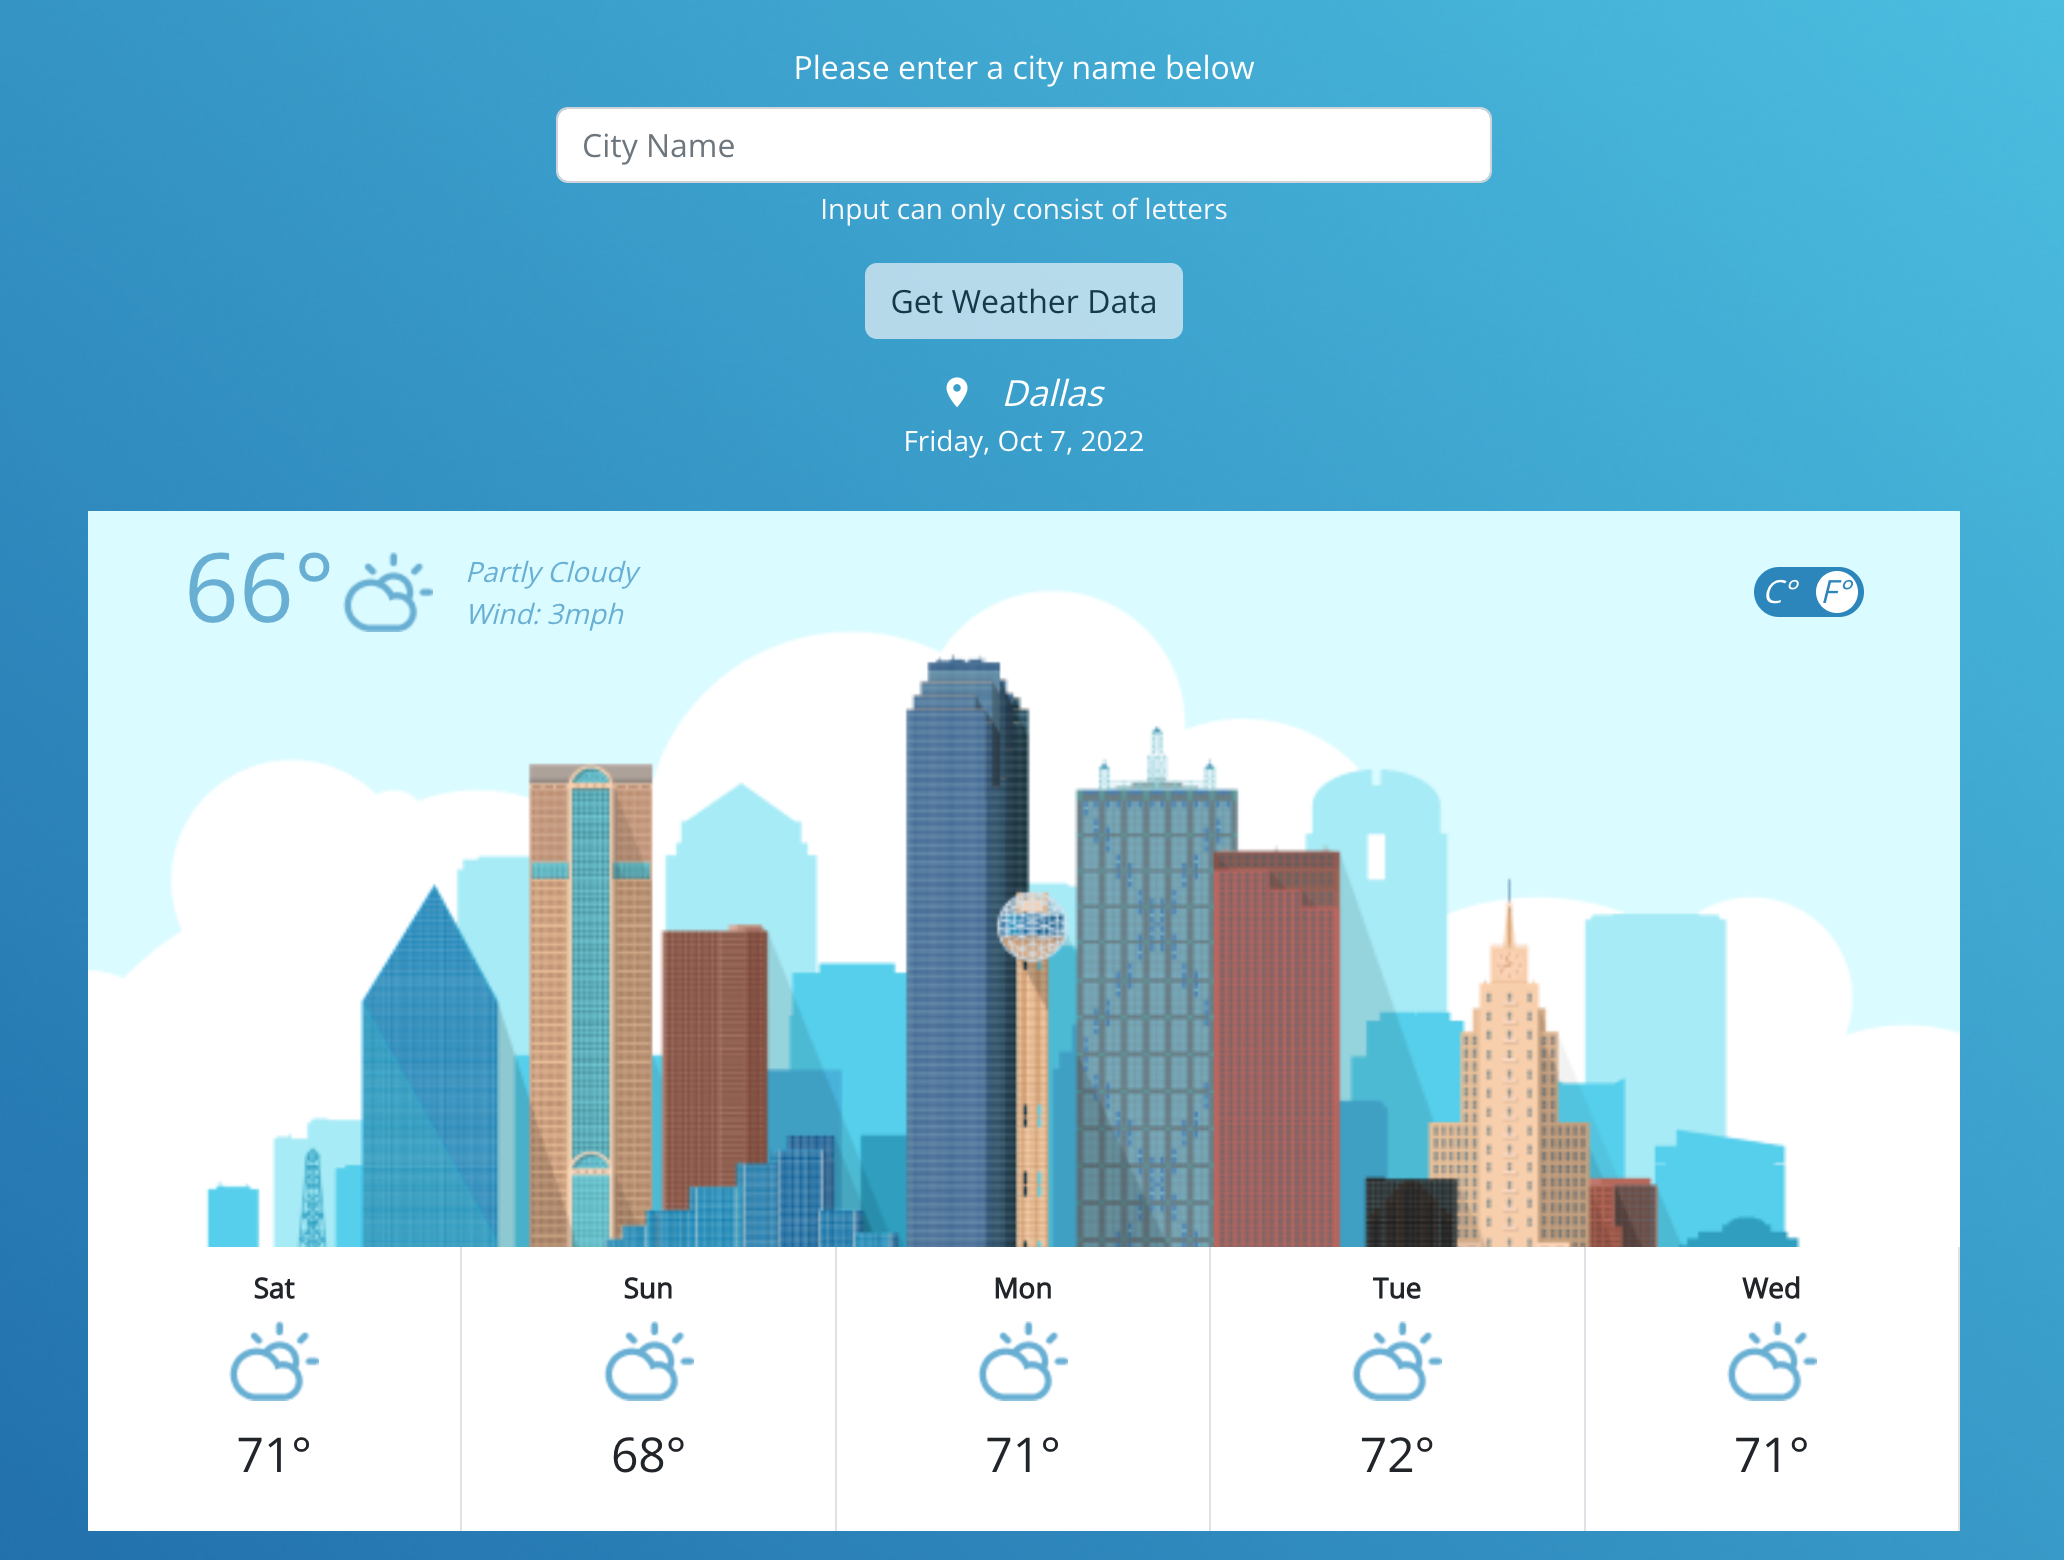 Please enter a city name below
City Name
Input can only consist of letters
Get Weather Data
Dallas
Friday, Oct 7, 2022
66°
Partly Cloudy
Wind: 3mph
C° F°
Sat Sun Mon Tue Wed
71° 68° 71° 72° 71°